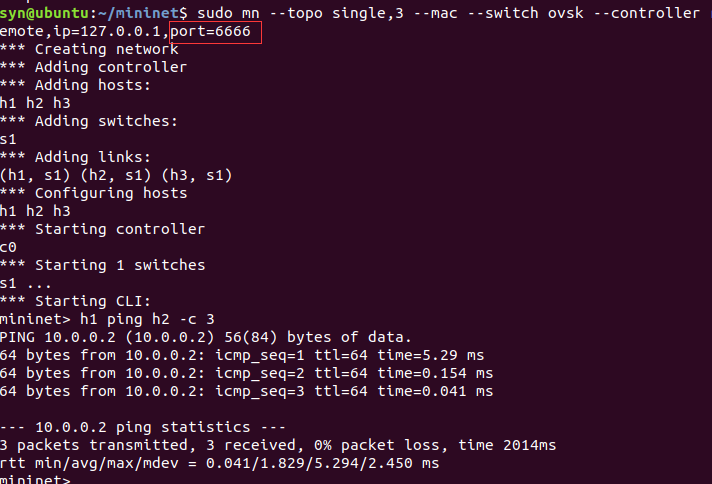 syn@ubuntu:~/mininet$ sudo mn --topo single,3 --mac --switch ovsk --controller r
emote,ip=127.0.0.1,port=6666
*** Creating network
*** Adding controller
*** Adding hosts:
h1 h2 h3
*** Adding switches:
s1
*** Adding links:
(h1, s1) (h2, s1) (h3, s1)
*** Configuring hosts
h1 h2 h3
*** Starting controller
c0
*** Starting 1 switches
s1 ...
*** Starting CLI:
mininet> h1 ping h2 -c 3
PING 10.0.0.2 (10.0.0.2) 56(84) bytes of data.
64 bytes from 10.0.0.2: icmp_seq=1 ttl=64 time=5.29 ms
64 bytes from 10.0.0.2: icmp_seq=2 ttl=64 time=0.154 ms
64 bytes from 10.0.0.2: icmp_seq=3 ttl=64 time=0.041 ms
--- 10.0.0.2 ping statistics ---
3 packets transmitted, 3 received, 0% packet loss, time 2014ms
rtt min/avg/max/mdev = 0.041/1.829/5.294/2.450 ms
mininet>